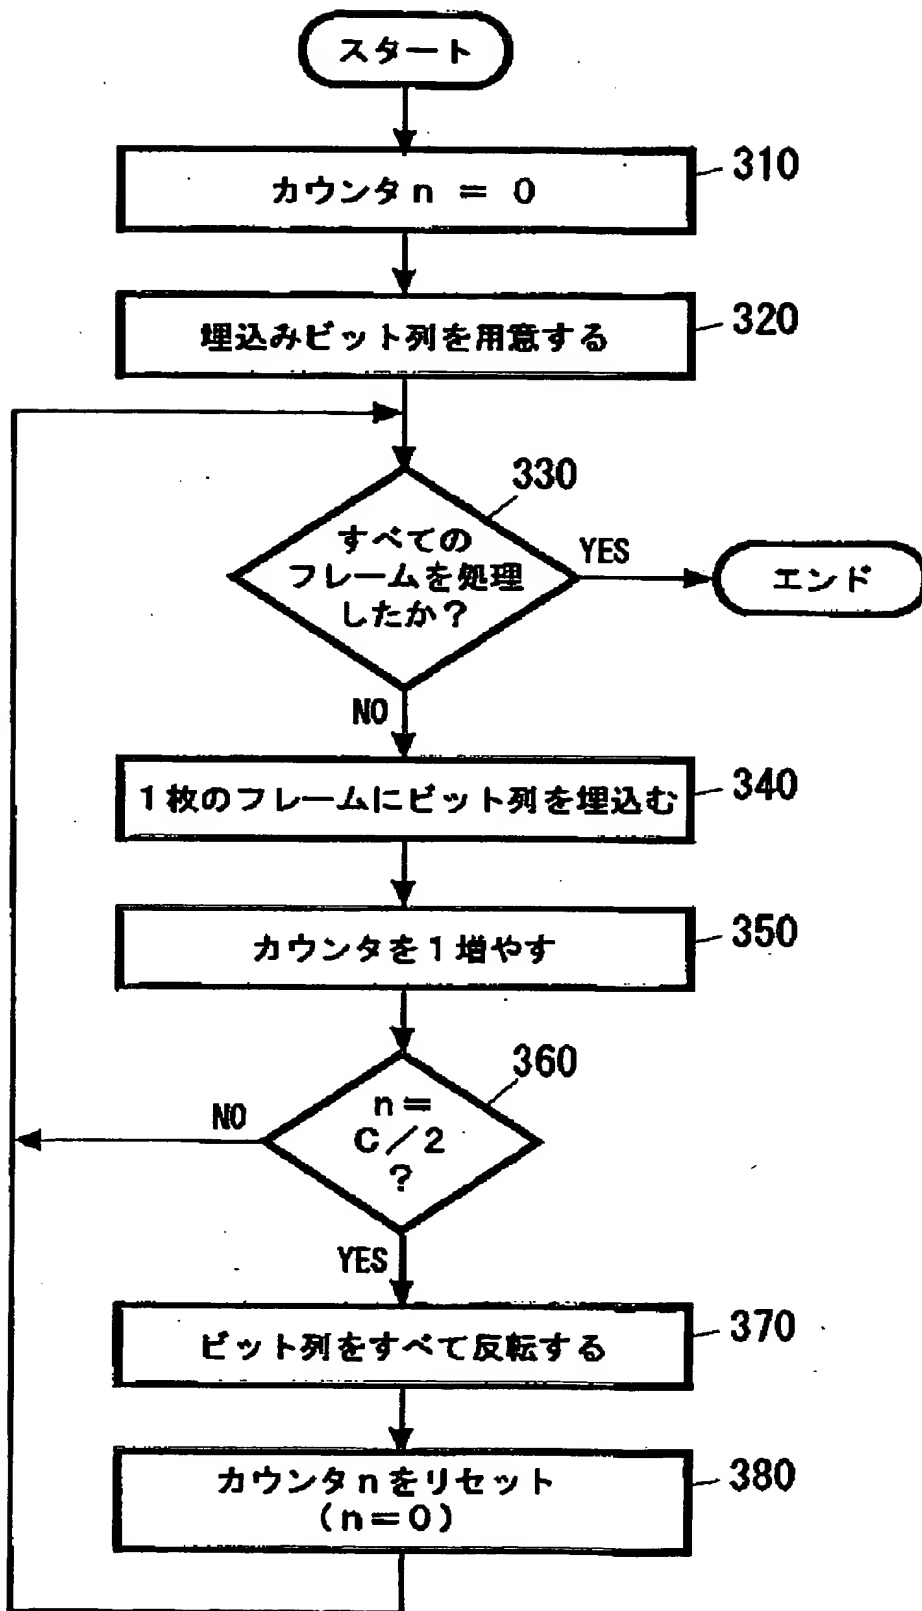 スタート
カウンタn = 0
310
埋込みビット列を用意する
320
330
すべての
フレームを処理
したか？
YES
エンド
NO
1枚のフレームにビット列を埋込む
340
カウンタを1増やす
350
360
n=
C／2
?
NO
YES
ビット列をすべて反転する
370
カウンタnをリセット
(n=0)
380